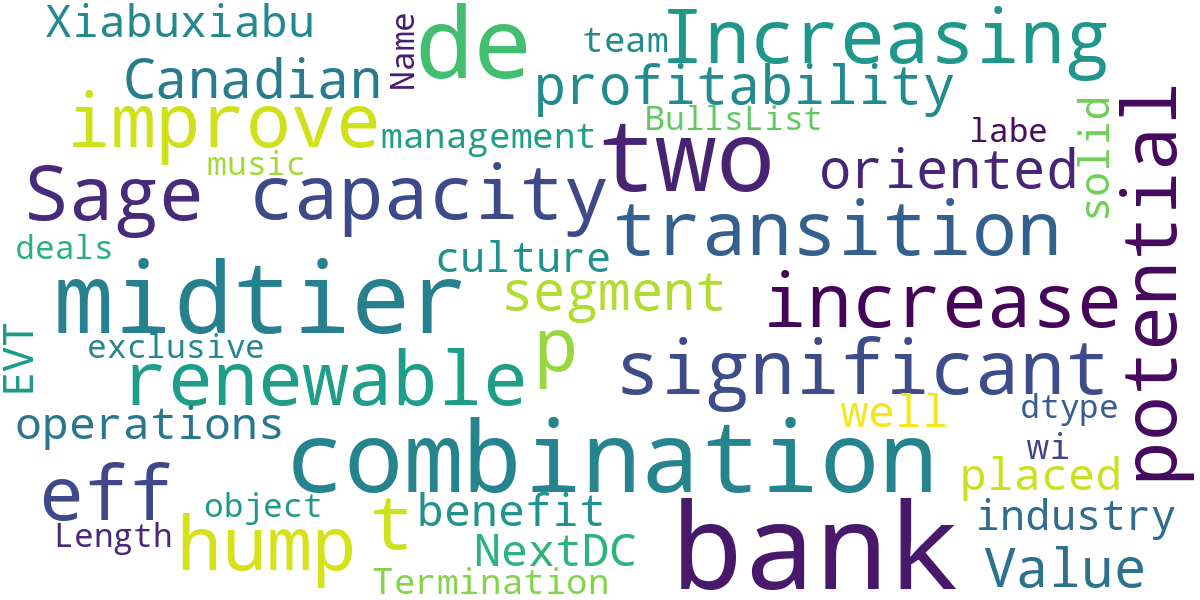 Xiabuxiabu
Name
de
team
Increasing
Canadian
profitability
improve
management
BullsList
labe
solid
potential
music
two
oriented
Sage
capacity
transition
deals
culture
midtier
segment
increase
EVT
exclusive
renewable
p
significant
operations
well
dtype
combination
wi
eff
placed
object
t
benefit
industry
Length
hump
NextDC
bank
Value
Termination